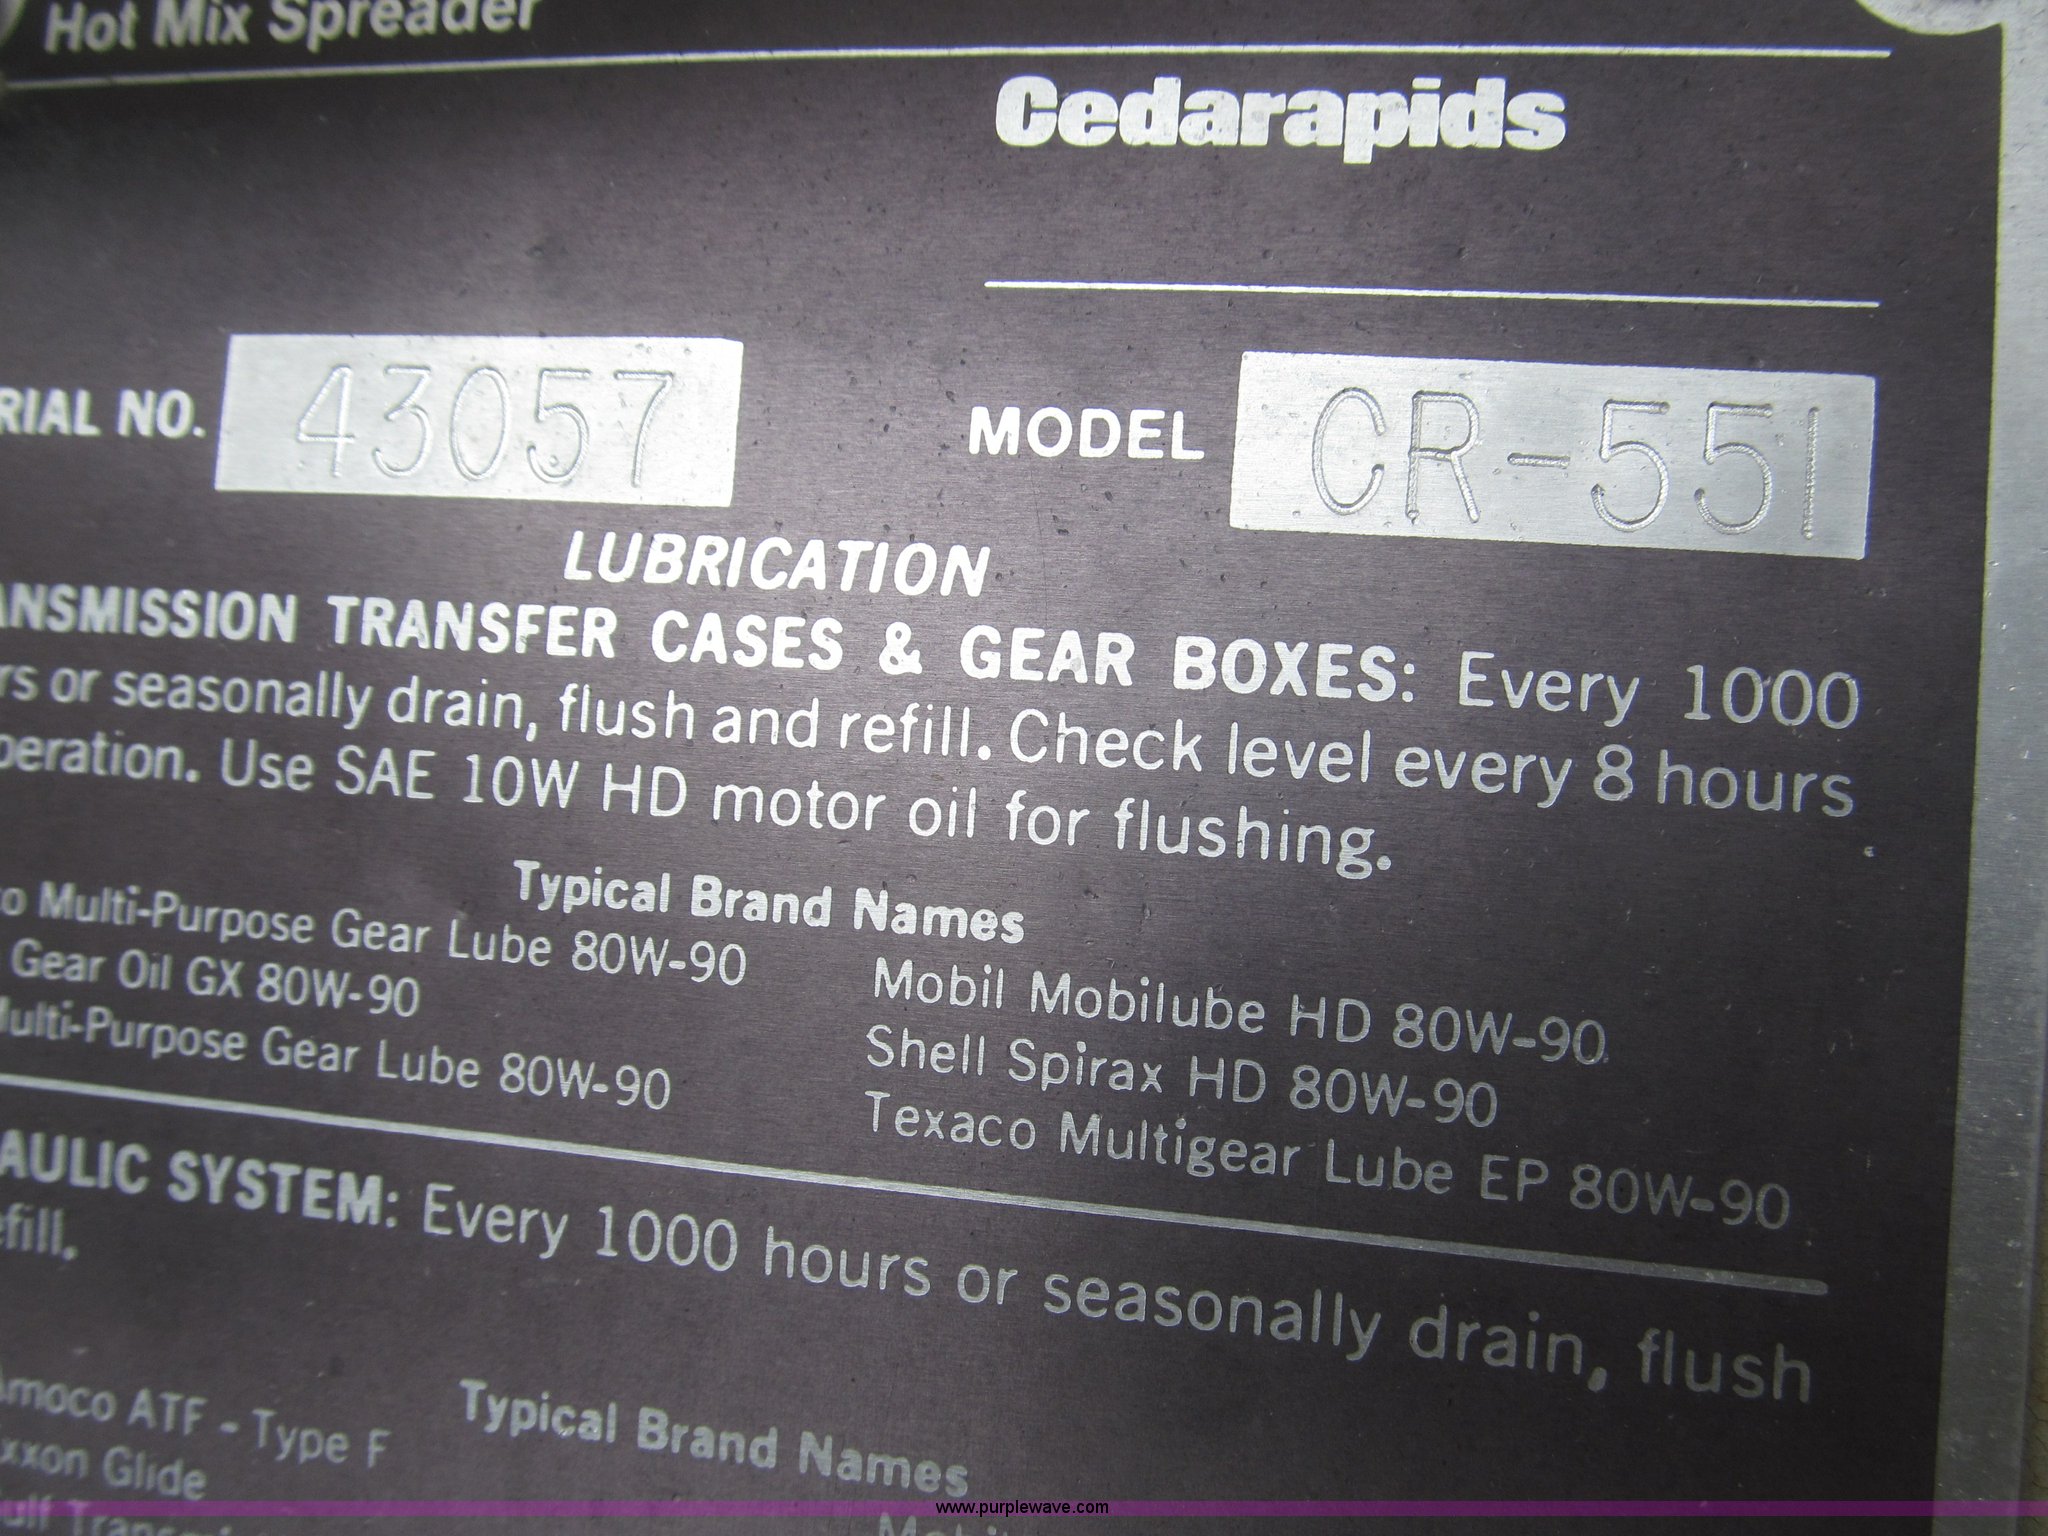 Hot Mix Spreader
Cedarapids
RIAL NO. 43057 MODEL CR-551
LUBRICATION
ANSMISSION TRANSFER CASES & GEAR BOXES: Every 1000
rs or seasonally drain, flush and refill. Check level every 8 hours
peration. Use SAE 10W HD motor oil for flushing.
Typical Brand Names
co Multi-Purpose Gear Lube 80W-90
Gear Oil GX 80W-90
Multi-Purpose Gear Lube 80W-90
Mobil Mobilube HD 80W-90
Shell Spirax HD 80W-90
Texaco Multigear Lube EP 80W-90
AULIC SYSTEM: Every 1000 hours or seasonally drain, flush
efill.
Typical Brand Names
Amoco ATF - Type F
xxon Glide
www.purplewave.com